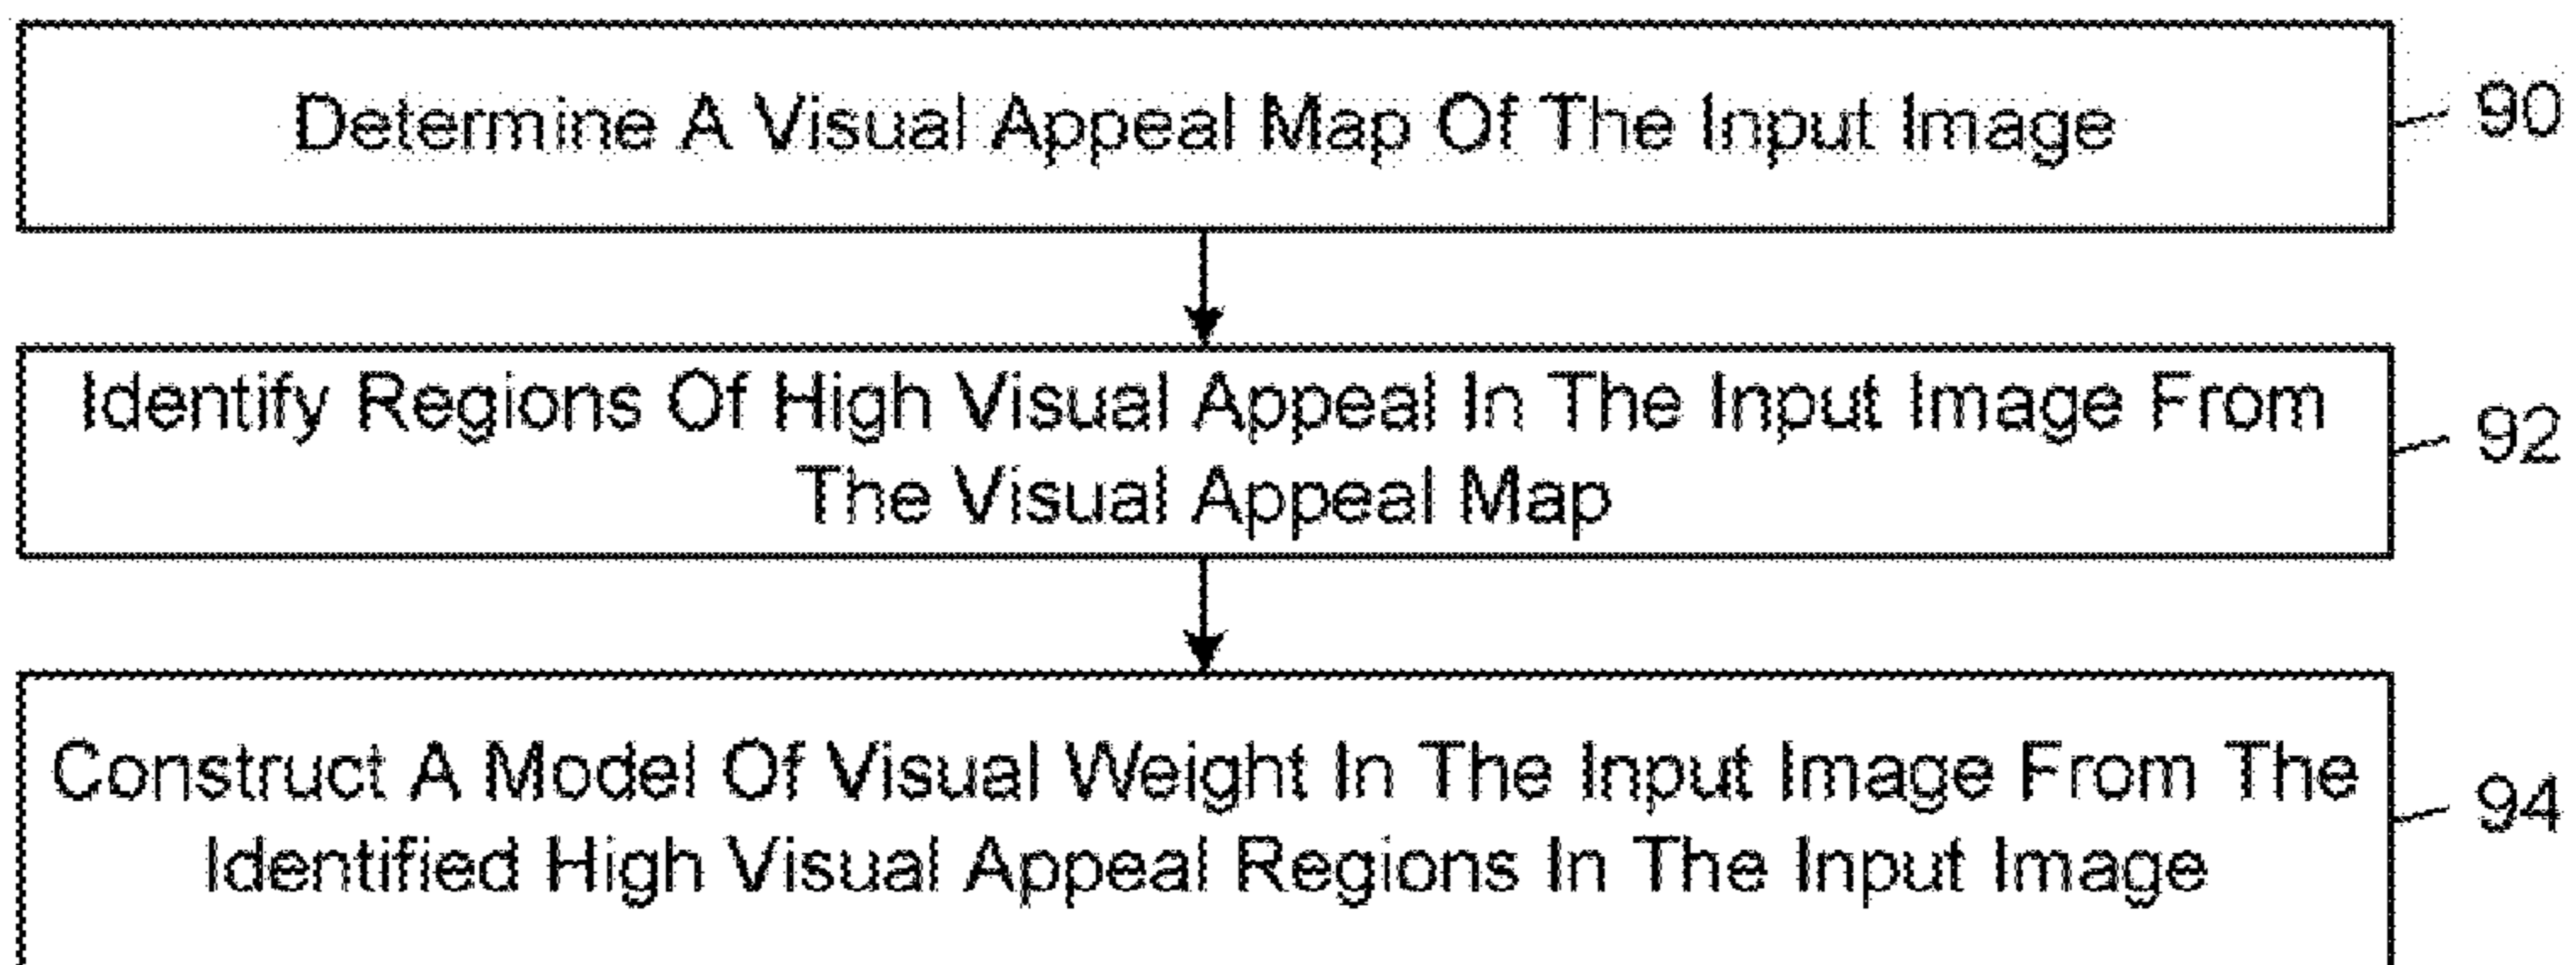 Determine A Visual Appeal Map Of The Input Image
90
Identify Regions Of High Visual Appeal In The Input Image From
The Visual Appeal Map
92
Construct A Model Of Visual Weight In The Input Image From The
Identified High Visual Appeal Regions In The Input Image
94